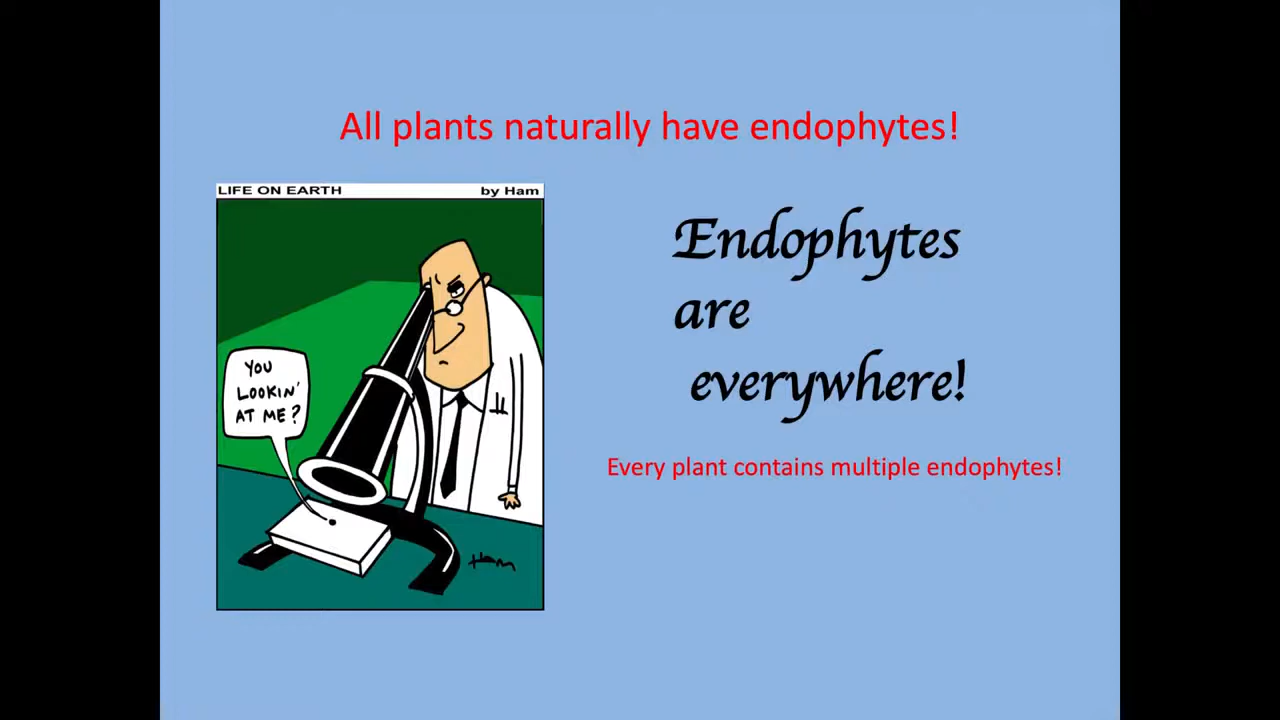 All plants naturally have endophytes!
LIFE ON EARTH by Ham
YOU
LOOKIN'
AT ME?
Ham
Endophytes
are
everywhere!
Every plant contains multiple endophytes!